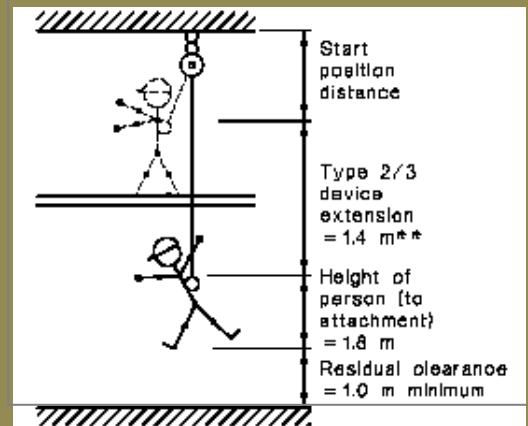 Start
position
distance
Type 2/3
device
extension
= 1.4 m**
Height of
person (to
attachment)
= 1.8 m
Residual clearance
= 1.0 m minimum